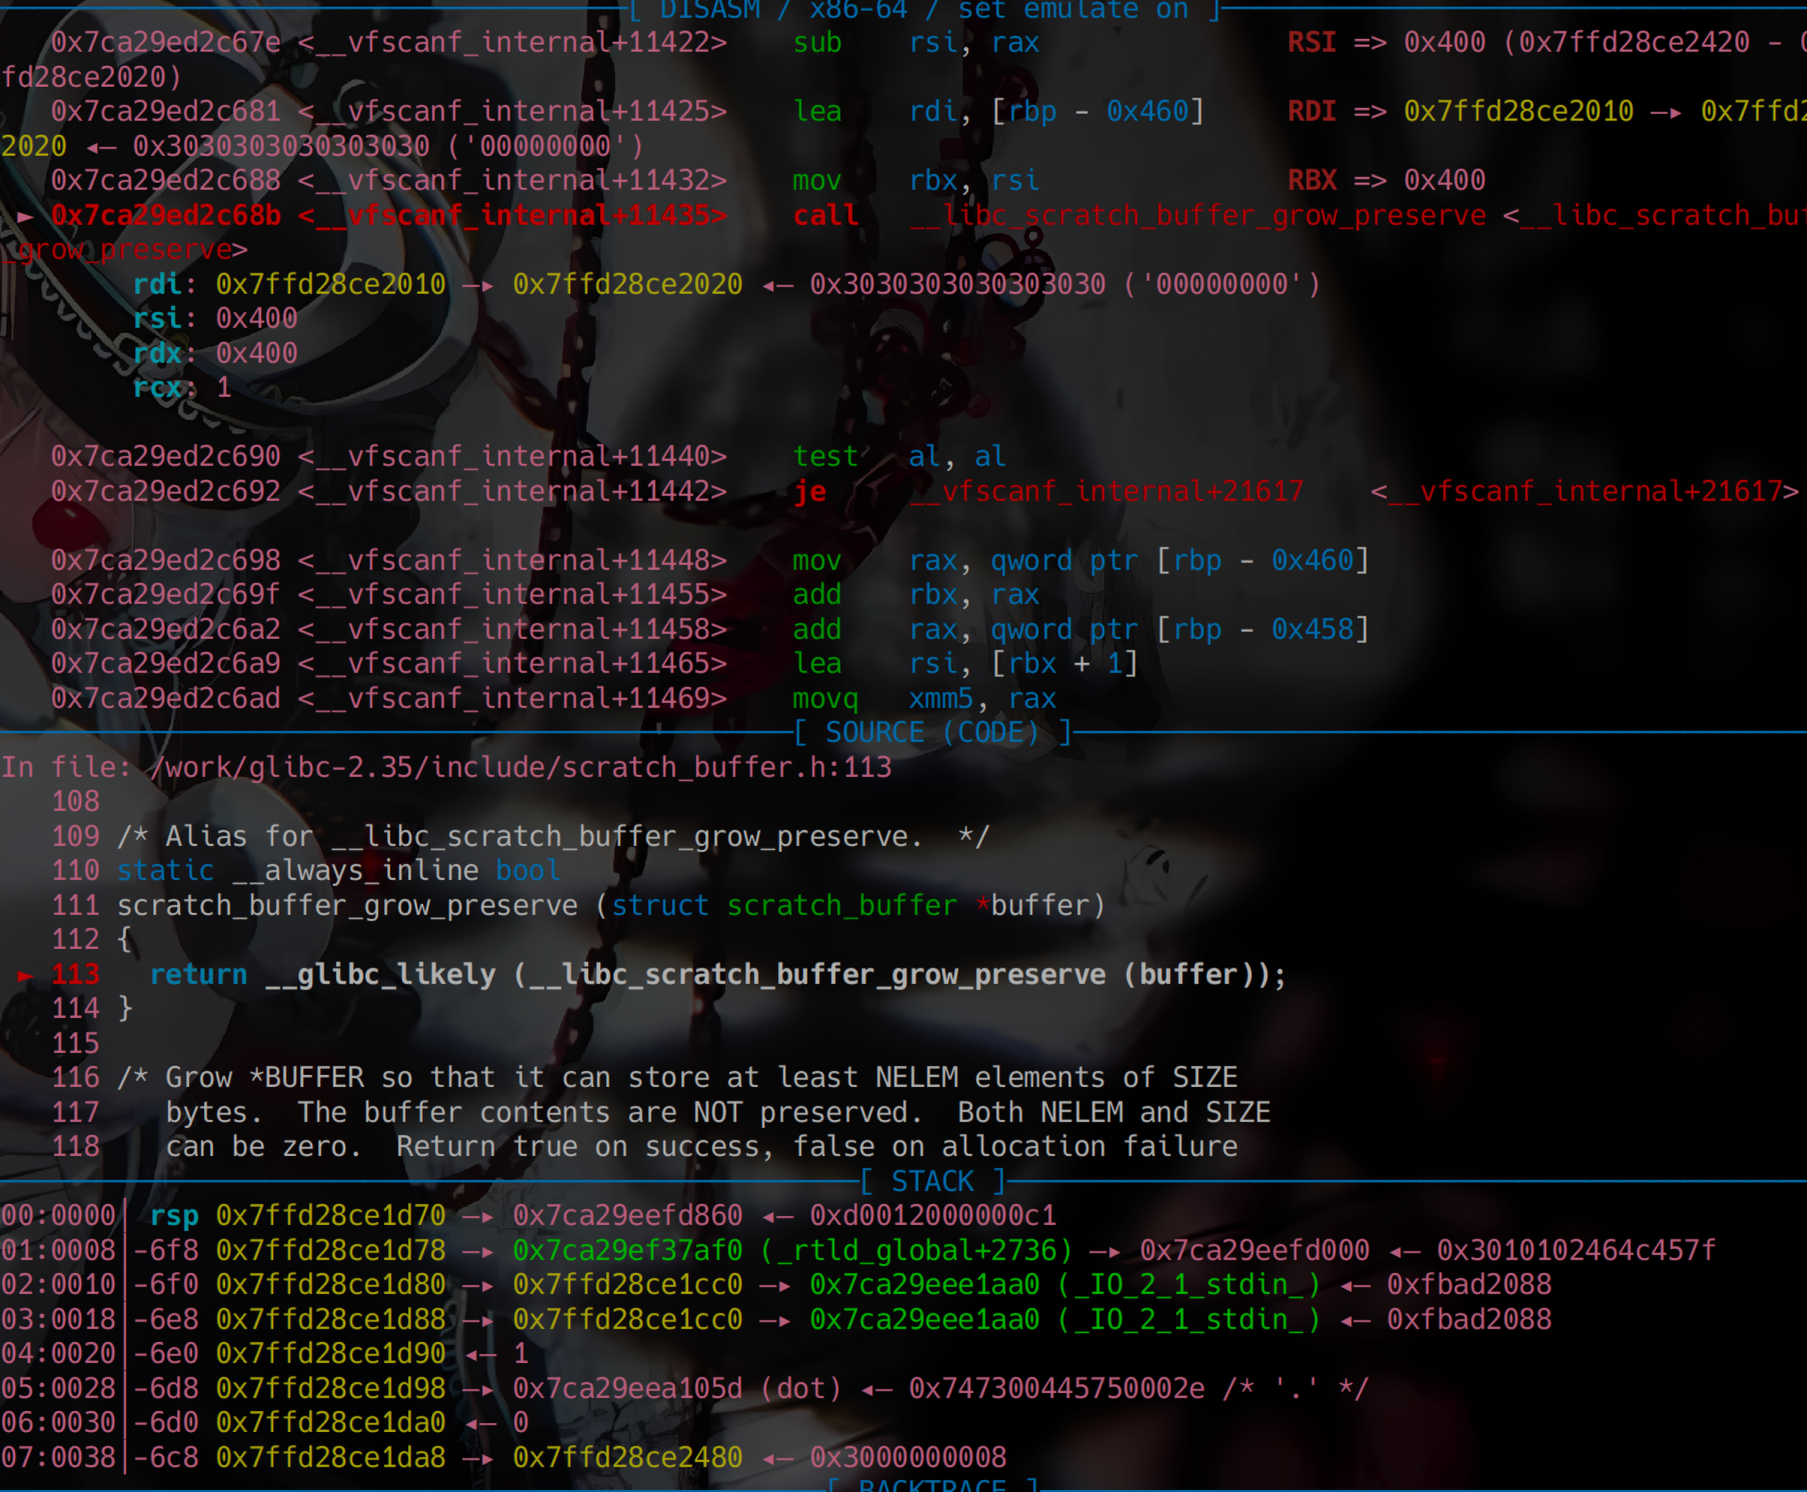 [ DISASM / x86-64 / set emulate on ]
0x7ca29ed2c67e <__vfscanf_internal+11422>    sub    rsi, rax    RSI => 0x400 (0x7ffd28ce2420 - 0
fd28ce2020)
0x7ca29ed2c681 <__vfscanf_internal+11425>    lea    rdi, [rbp - 0x460]    RDI => 0x7ffd28ce2010 —▸ 0x7ffd2
2020 ◂— 0x3030303030303030 ('00000000')
0x7ca29ed2c688 <__vfscanf_internal+11432>    mov    rbx, rsi    RBX => 0x400
► 0x7ca29ed2c68b <__vfscanf_internal+11435>    call   __libc_scratch_buffer_grow_preserve <__libc_scratch_buf
_grow_preserve>
rdi: 0x7ffd28ce2010 —▸ 0x7ffd28ce2020 ◂— 0x3030303030303030 ('00000000')
rsi: 0x400
rdx: 0x400
rcx: 1
0x7ca29ed2c690 <__vfscanf_internal+11440>    test   al, al
0x7ca29ed2c692 <__vfscanf_internal+11442>    je     __vfscanf_internal+21617    <__vfscanf_internal+21617>
0x7ca29ed2c698 <__vfscanf_internal+11448>    mov    rax, qword ptr [rbp - 0x460]
0x7ca29ed2c69f <__vfscanf_internal+11455>    add    rbx, rax
0x7ca29ed2c6a2 <__vfscanf_internal+11458>    add    rax, qword ptr [rbp - 0x458]
0x7ca29ed2c6a9 <__vfscanf_internal+11465>    lea    rsi, [rbx + 1]
0x7ca29ed2c6ad <__vfscanf_internal+11469>    movq   xmm5, rax
[ SOURCE (CODE) ]
In file: /work/glibc-2.35/include/scratch_buffer.h:113
108
109 /* Alias for __libc_scratch_buffer_grow_preserve.  */
110 static __always_inline bool
111 scratch_buffer_grow_preserve (struct scratch_buffer *buffer)
112 {
► 113   return __glibc_likely (__libc_scratch_buffer_grow_preserve (buffer));
114 }
115
116 /* Grow *BUFFER so that it can store at least NELEM elements of SIZE
117    bytes.  The buffer contents are NOT preserved.  Both NELEM and SIZE
118    can be zero.  Return true on success, false on allocation failure
[ STACK ]
00:0000│ rsp 0x7ffd28ce1d70 —▸ 0x7ca29eefd860 ◂— 0xd0012000000c1
01:0008│-6f8 0x7ffd28ce1d78 —▸ 0x7ca29ef37af0 (_rtld_global+2736) —▸ 0x7ca29eefd000 ◂— 0x3010102464c457f
02:0010│-6f0 0x7ffd28ce1d80 —▸ 0x7ffd28ce1cc0 —▸ 0x7ca29eee1aa0 (_IO_2_1_stdin_) ◂— 0xfbad2088
03:0018│-6e8 0x7ffd28ce1d88 —▸ 0x7ffd28ce1cc0 —▸ 0x7ca29eee1aa0 (_IO_2_1_stdin_) ◂— 0xfbad2088
04:0020│-6e0 0x7ffd28ce1d90 ◂— 1
05:0028│-6d8 0x7ffd28ce1d98 —▸ 0x7ca29eea105d (dot) ◂— 0x747300445750002e /* '.' */
06:0030│-6d0 0x7ffd28ce1da0 ◂— 0
07:0038│-6c8 0x7ffd28ce1da8 —▸ 0x7ffd28ce2480 ◂— 0x3000000008
[ BACKTRACE ]